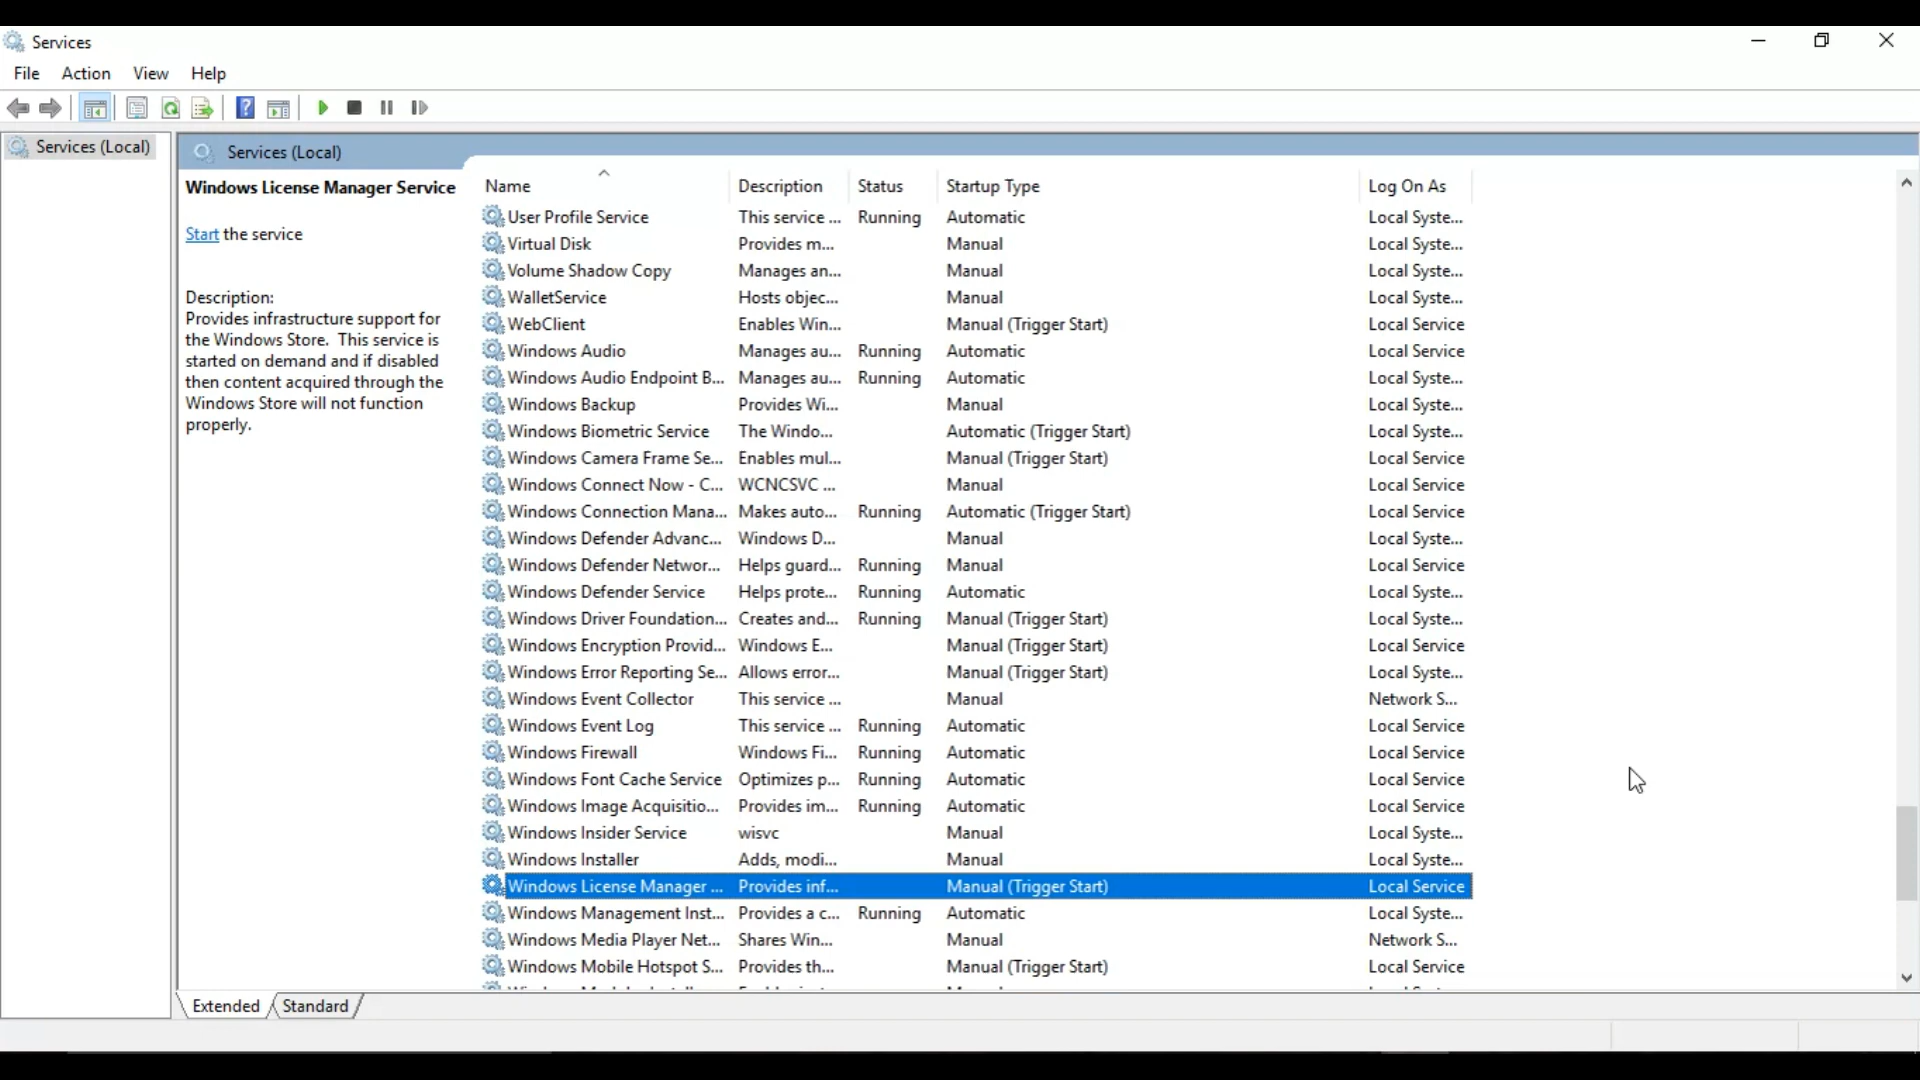 Services
File Action View Help
Services (Local)
Services (Local)
Windows License Manager Service
Start the service
Description:
Provides infrastructure support for
the Windows Store. This service is
started on demand and if disabled
then content acquired through the
Windows Store will not function
properly.
Name Description Status Startup Type Log On As
User Profile Service This service ... Running Automatic Local Syste...
Virtual Disk Provides m... Manual Local Syste...
Volume Shadow Copy Manages an... Manual Local Syste...
WalletService Hosts objec... Manual Local Syste...
WebClient Enables Win... Manual (Trigger Start) Local Service
Windows Audio Manages au... Running Automatic Local Service
Windows Audio Endpoint B... Manages au... Running Automatic Local Syste...
Windows Backup Provides Wi... Manual Local Syste...
Windows Biometric Service The Windo... Automatic (Trigger Start) Local Syste...
Windows Camera Frame Se... Enables mul... Manual (Trigger Start) Local Service
Windows Connect Now - C... WCNCSVC ... Manual Local Service
Windows Connection Mana... Makes auto... Running Automatic (Trigger Start) Local Service
Windows Defender Advanc... Windows D... Manual Local Syste...
Windows Defender Networ... Helps guard... Running Manual Local Service
Windows Defender Service Helps prote... Running Automatic Local Syste...
Windows Driver Foundation... Creates and... Running Manual (Trigger Start) Local Syste...
Windows Encryption Provid... Windows E... Manual (Trigger Start) Local Service
Windows Error Reporting Se... Allows error... Manual (Trigger Start) Local Syste...
Windows Event Collector This service ... Manual Network S...
Windows Event Log This service ... Running Automatic Local Service
Windows Firewall Windows Fi... Running Automatic Local Service
Windows Font Cache Service Optimizes p... Running Automatic Local Service
Windows Image Acquisitio... Provides im... Running Automatic Local Service
Windows Insider Service wisvc Manual Local Syste...
Windows Installer Adds, modi... Manual Local Syste...
Windows License Manager ... Provides inf... Manual (Trigger Start) Local Service
Windows Management Inst... Provides a c... Running Automatic Local Syste...
Windows Media Player Net... Shares Win... Manual Network S...
Windows Mobile Hotspot S... Provides th... Manual (Trigger Start) Local Service
Extended Standard